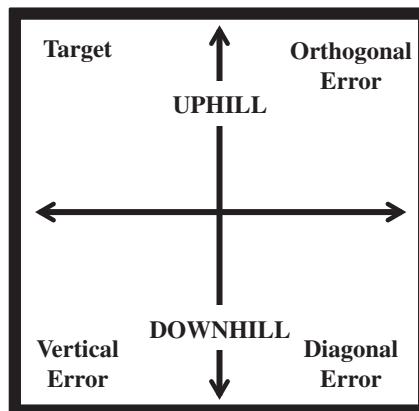 Target
Orthogonal
Error
UPHILL
DOWNHILL
Vertical
Error
Diagonal
Error